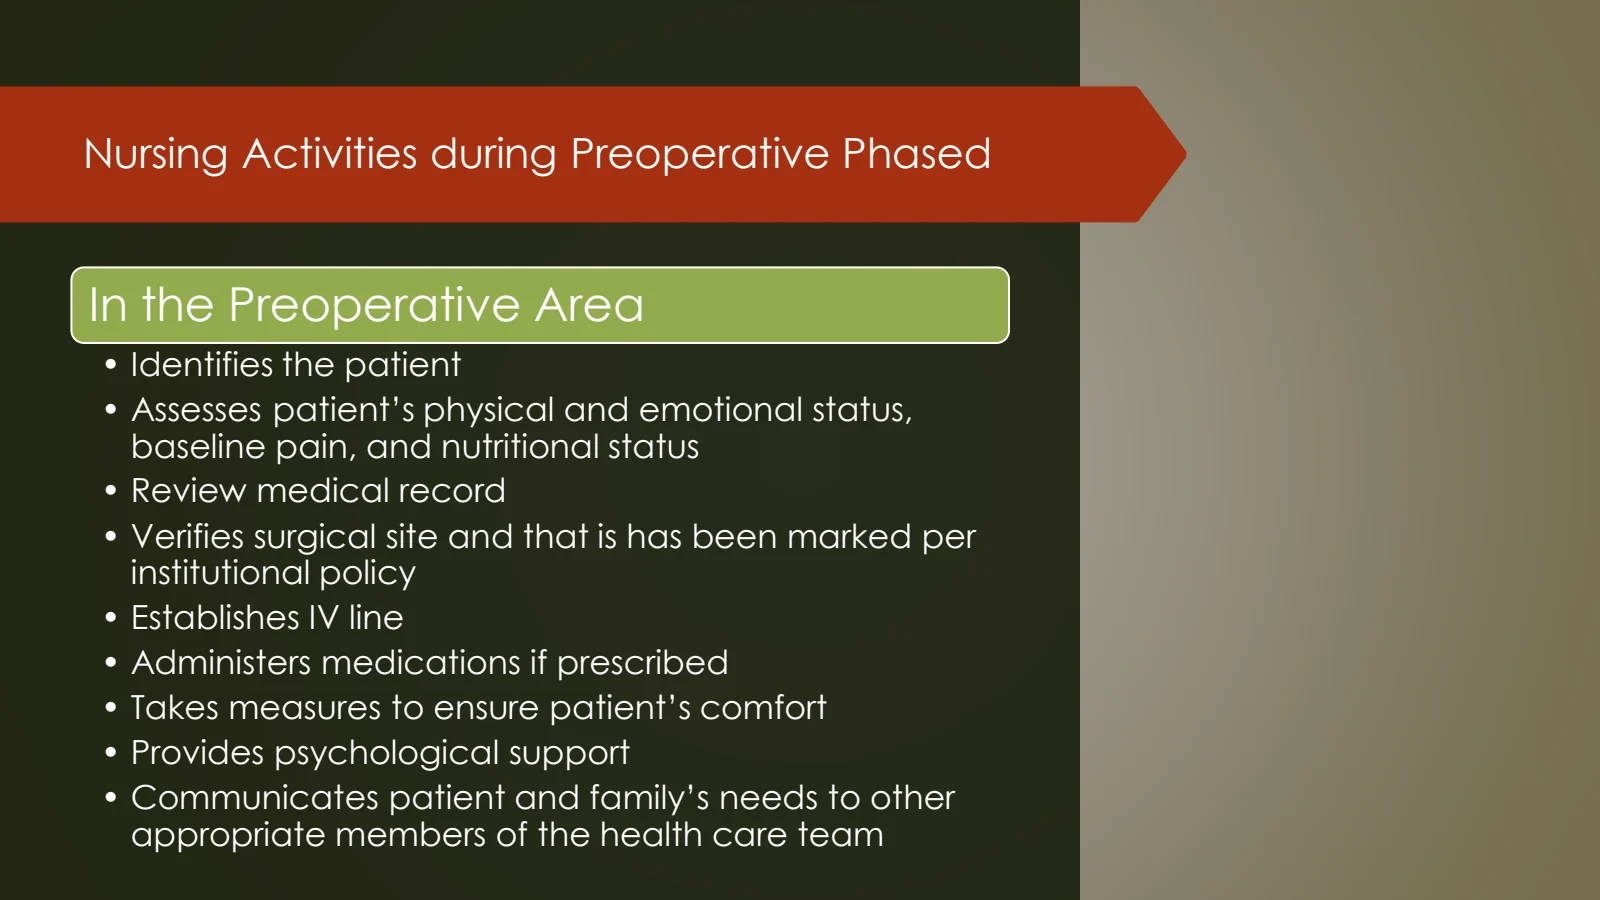 Nursing Activities during Preoperative Phased
In the Preoperative Area
• Identifies the patient
• Assesses patient’s physical and emotional status,
baseline pain, and nutritional status
• Review medical record
• Verifies surgical site and that is has been marked per
institutional policy
• Establishes IV line
• Administers medications if prescribed
• Takes measures to ensure patient’s comfort
• Provides psychological support
• Communicates patient and family’s needs to other
appropriate members of the health care team